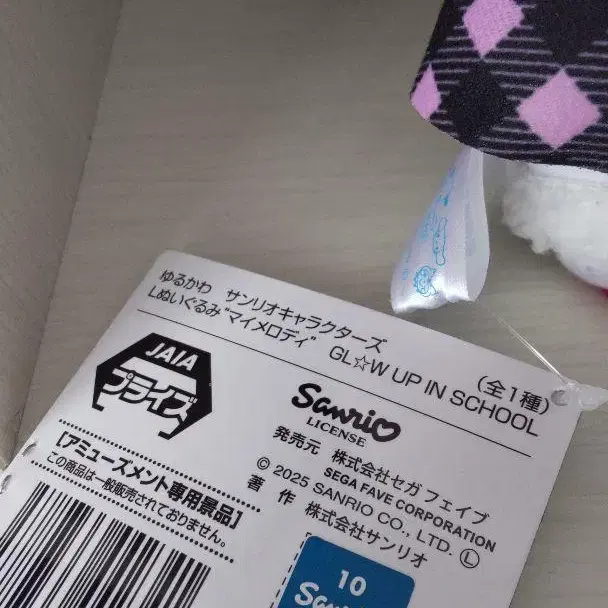 ゆるかわ サンリオキャラクターズ
Lぬいぐるみ"マイメロディ" GL☆W UP IN SCHOOL
(全1種)
JAIA
プライズ
[アミューズメント専用景品]
この商品は一般販売されておりません。
Sanrio
LICENSE
発売元 株式会社セガ フェイブ
SEGA FAVE CORPORATION
© 2025 SANRIO CO., LTD. Ⓛ
著作 株式会社サンリオ
10